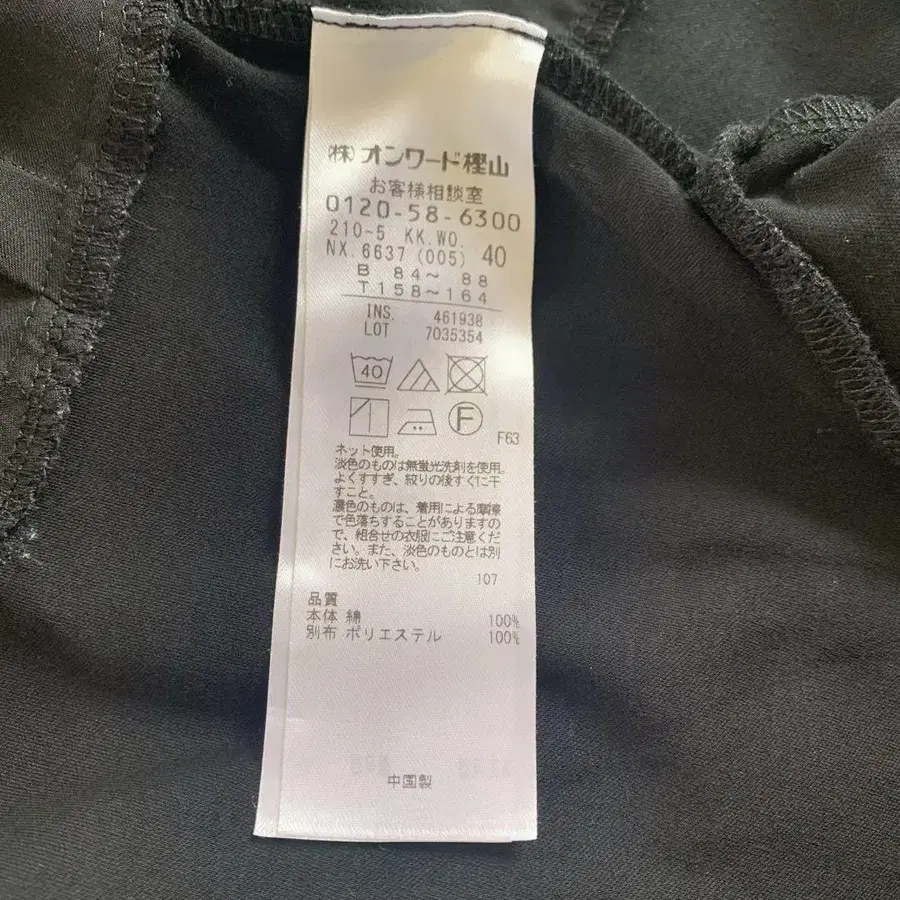 (株)オンワード樫山
お客様相談室
0120-58-6300
210-5 KK.WO.
NX.6637 (005) 40
B 84～ 88
T158～164
INS. 461938
LOT 7035354
40
F
F63
ネット使用。
淡色のものは無蛍光洗剤を使用。
よくすすぎ、絞りの後すぐに干
すこと。
濃色のものは、着用による摩擦
で色落ちすることがありますの
で、組合せの衣服にご注意くだ
さい。また、淡色のものとは別
にお洗い下さい。
107
品質
本体 綿 100%
別布 ポリエステル 100%
中国製